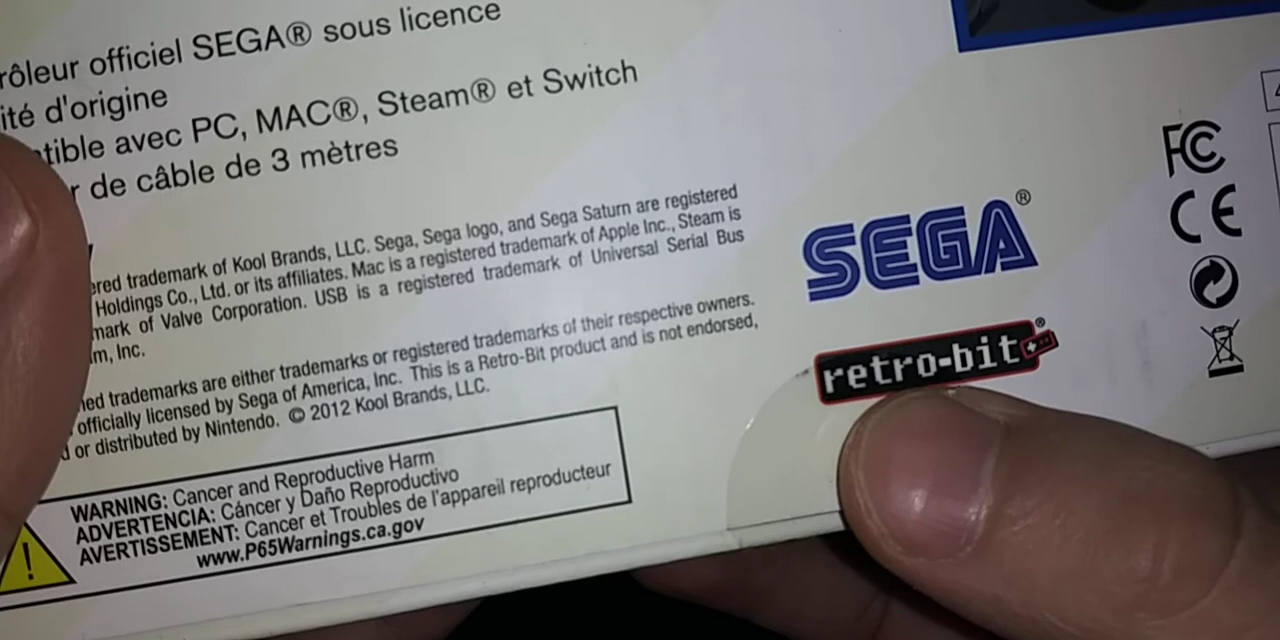 rôleur officiel SEGA® sous licence
ité d'origine
tible avec PC, MAC®, Steam® et Switch
r de câble de 3 mètres
ered trademark of Kool Brands, LLC. Sega, Sega logo, and Sega Saturn are registered
Holdings Co., Ltd. or its affiliates. Mac is a registered trademark of Apple Inc., Steam is
mark of Valve Corporation. USB is a registered trademark of Universal Serial Bus
m, Inc.
ned trademarks are either trademarks or registered trademarks of their respective owners.
officially licensed by Sega of America, Inc. This is a Retro-Bit product and is not endorsed,
d or distributed by Nintendo. © 2012 Kool Brands, LLC.
WARNING: Cancer and Reproductive Harm
ADVERTENCIA: Cáncer y Daño Reproductivo
AVERTISSEMENT: Cancer et Troubles de l'appareil reproducteur
www.P65Warnings.ca.gov
SEGA®
retro-bit®
FC
CE